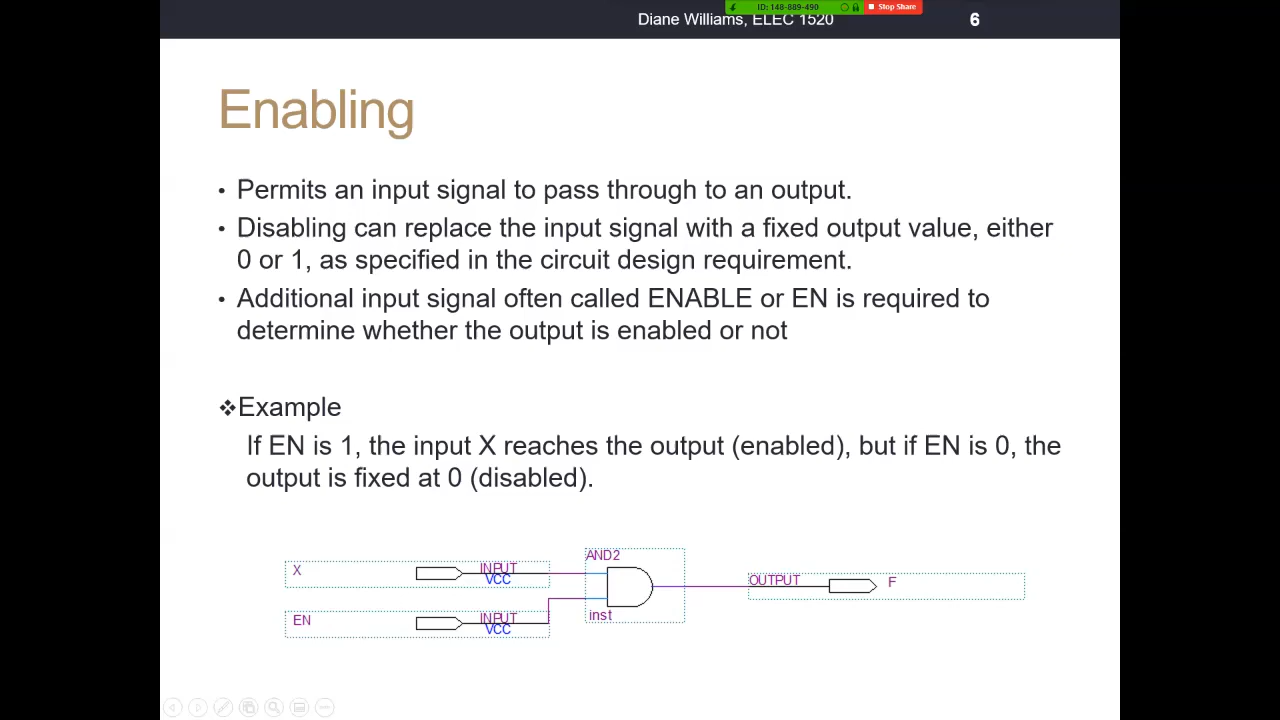 ID: 148-889-490
Stop Share
Diane Williams, ELEC 1520
6
Enabling
• Permits an input signal to pass through to an output.
• Disabling can replace the input signal with a fixed output value, either
0 or 1, as specified in the circuit design requirement.
• Additional input signal often called ENABLE or EN is required to
determine whether the output is enabled or not
❖Example
If EN is 1, the input X reaches the output (enabled), but if EN is 0, the
output is fixed at 0 (disabled).
AND2
X
INPUT
VCC
OUTPUT
F
EN
INPUT
VCC
inst